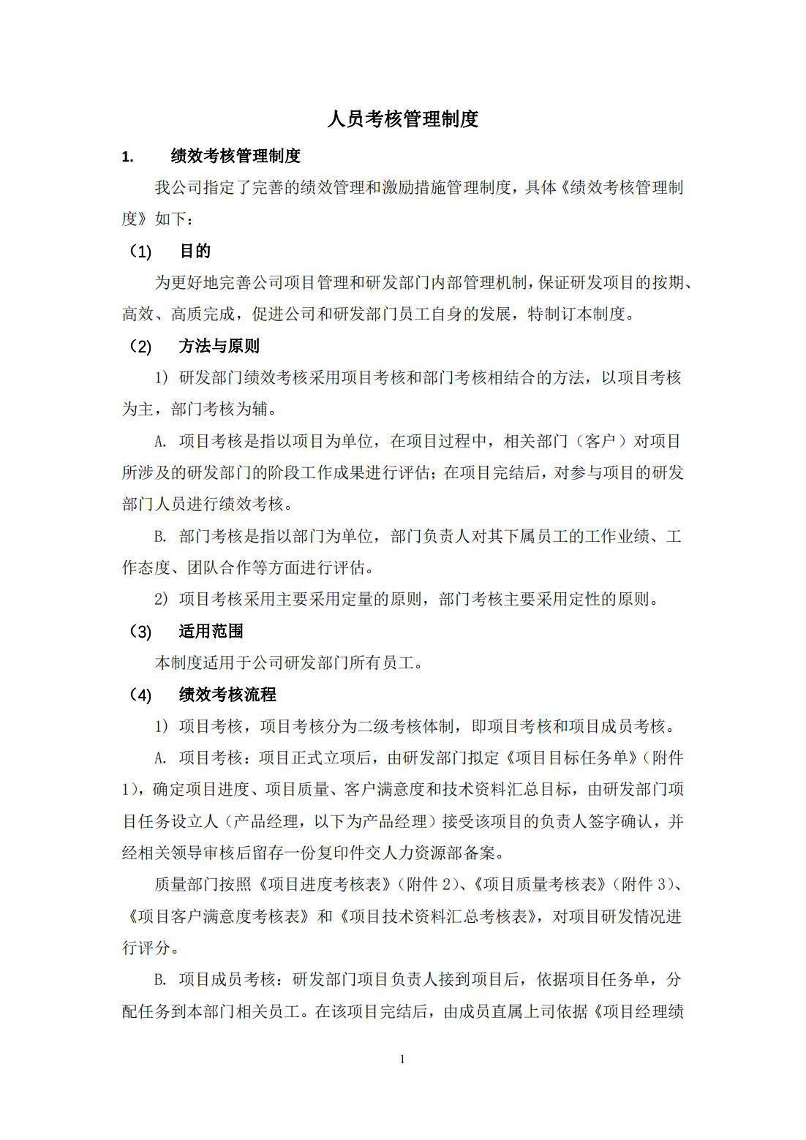 人员考核管理制度
1. 绩效考核管理制度
我公司指定了完善的绩效管理和激励措施管理制度，具体《绩效考核管理制
度》如下：
（1） 目的
为更好地完善公司项目管理和研发部门内部管理机制，保证研发项目的按期、
高效、高质完成，促进公司和研发部门员工自身的发展，特制订本制度。
（2） 方法与原则
1）研发部门绩效考核采用项目考核和部门考核相结合的方法，以项目考核
为主，部门考核为辅。
A. 项目考核是指以项目为单位，在项目过程中，相关部门（客户）对项目
所涉及的研发部门的阶段工作成果进行评估；在项目完结后，对参与项目的研发
部门人员进行绩效考核。
B. 部门考核是指以部门为单位，部门负责人对其下属员工的工作业绩、工
作态度、团队合作等方面进行评估。
2）项目考核采用主要采用定量的原则，部门考核主要采用定性的原则。
（3） 适用范围
本制度适用于公司研发部门所有员工。
（4） 绩效考核流程
1）项目考核，项目考核分为二级考核体制，即项目考核和项目成员考核。
A. 项目考核：项目正式立项后，由研发部门拟定《项目目标任务单》（附件
1），确定项目进度、项目质量、客户满意度和技术资料汇总目标，由研发部门项
目任务设立人（产品经理，以下为产品经理）接受该项目的负责人签字确认，并
经相关领导审核后留存一份复印件交人力资源部备案。
质量部门按照《项目进度考核表》（附件 2）、《项目质量考核表》（附件 3）、
《项目客户满意度考核表》和《项目技术资料汇总考核表》，对项目研发情况进
行评分。
B. 项目成员考核：研发部门项目负责人接到项目后，依据项目任务单，分
配任务到本部门相关员工。在该项目完结后，由成员直属上司依据《项目经理绩
1